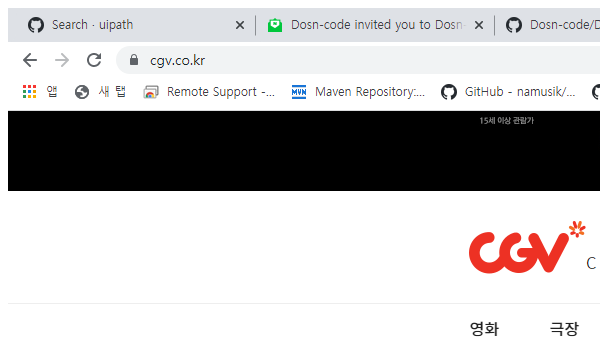 Search · uipath
Dosn-code invited you to Dosn-
Dosn-code/D
cgv.co.kr
앱
새 탭
Remote Support -...
MVN Maven Repository:...
GitHub - namusik/...
15세 이상 관람가
CGV
C
영화
극장